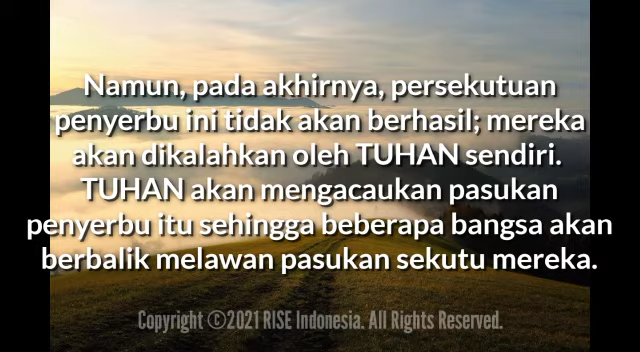 Namun, pada akhirnya, persekutuan
penyerbu ini tidak akan berhasil; mereka
akan dikalahkan oleh TUHAN sendiri.
TUHAN akan mengacaukan pasukan
penyerbu itu sehingga beberapa bangsa akan
berbalik melawan pasukan sekutu mereka.
Copyright ©2021 RISE Indonesia. All Rights Reserved.